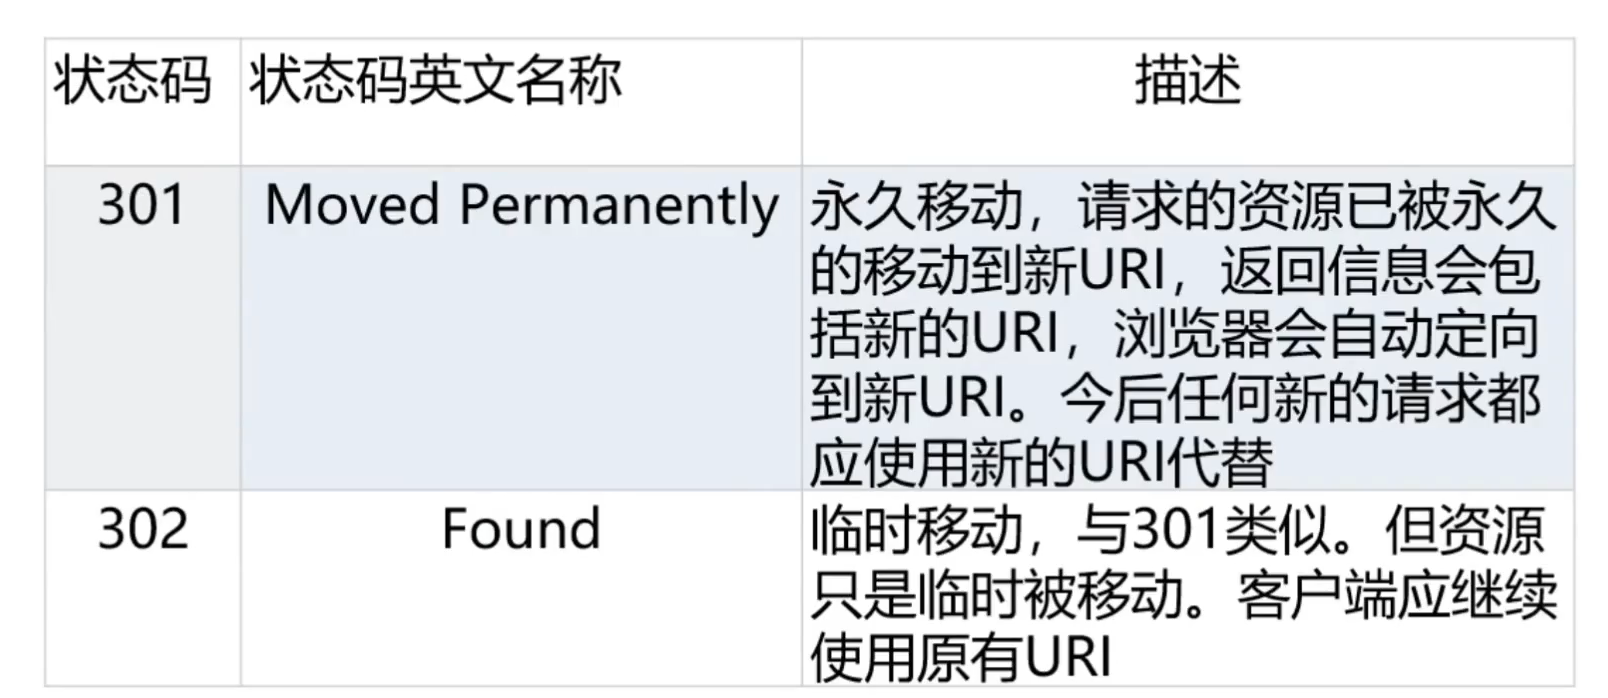 状态码 状态码英文名称 描述
301 Moved Permanently 永久移动，请求的资源已被永久
的移动到新URI，返回信息会包
括新的URI，浏览器会自动定向
到新URI。今后任何新的请求都
应使用新的URI代替
302 Found 临时移动，与301类似。但资源
只是临时被移动。客户端应继续
使用原有URI